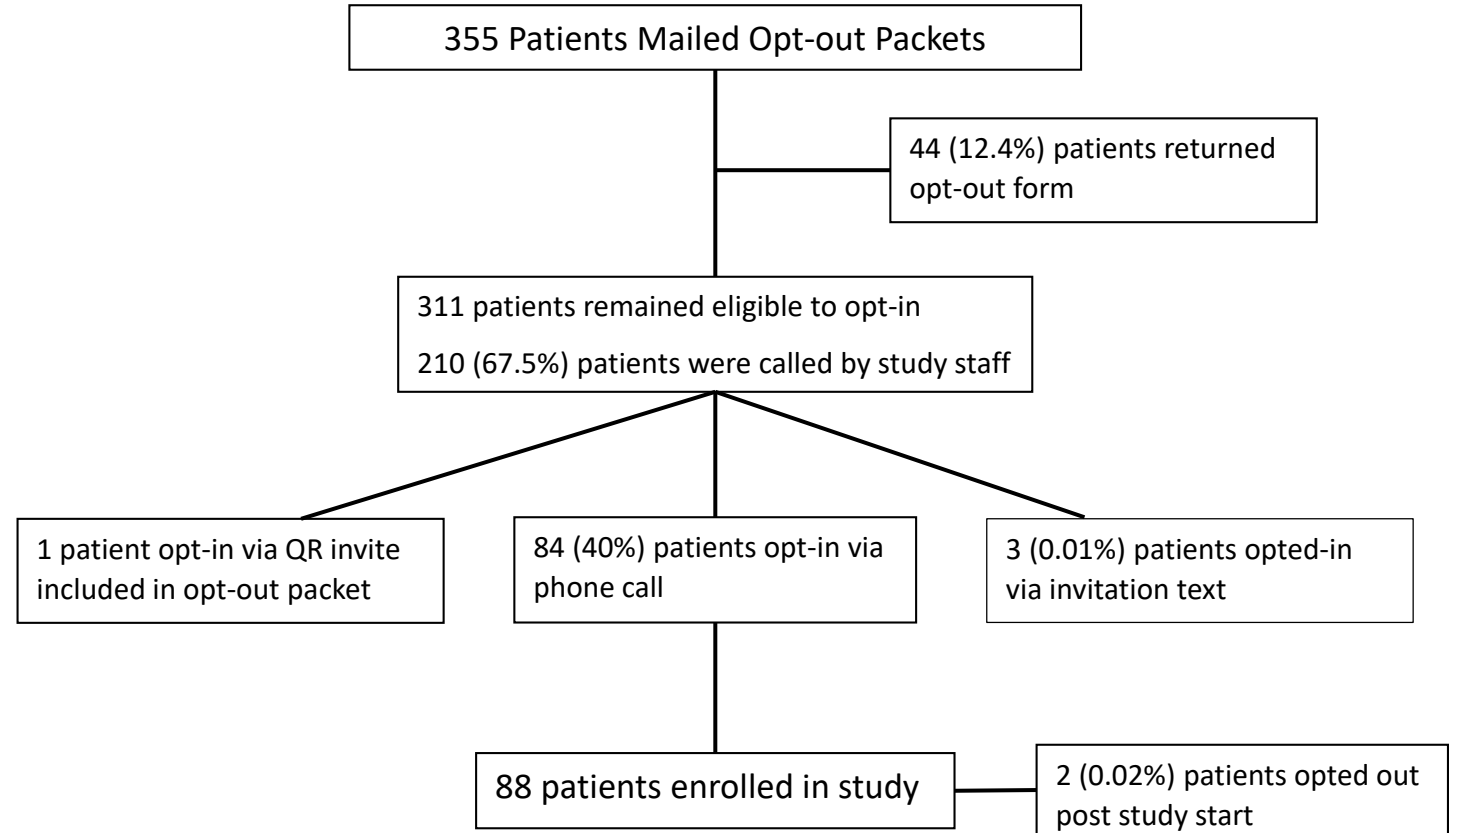 355 Patients Mailed Opt-out Packets
44 (12.4%) patients returned
opt-out form
311 patients remained eligible to opt-in
210 (67.5%) patients were called by study staff
1 patient opt-in via QR invite
included in opt-out packet
84 (40%) patients opt-in via
phone call
3 (0.01%) patients opted-in
via invitation text
88 patients enrolled in study
2 (0.02%) patients opted out
post study start